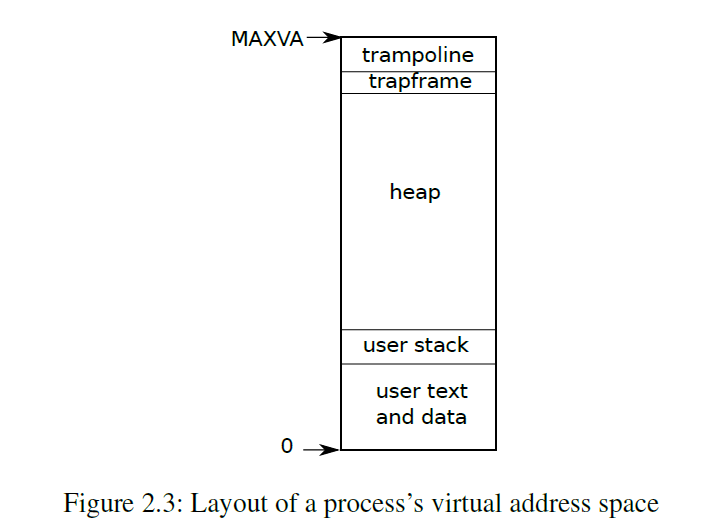 MAXVA
trampoline
trapframe
heap
user stack
user text
and data
0
Figure 2.3: Layout of a process’s virtual address space